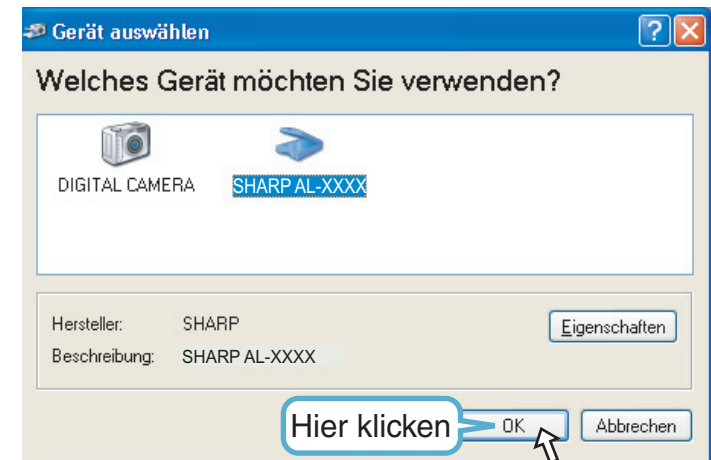 Gerät auswählen
Welches Gerät möchten Sie verwenden?
DIGITAL CAMERA
SHARP AL-XXXX
Hersteller: SHARP
Eigenschaften
Beschreibung: SHARP AL-XXXX
Hier klicken
OK
Abbrechen